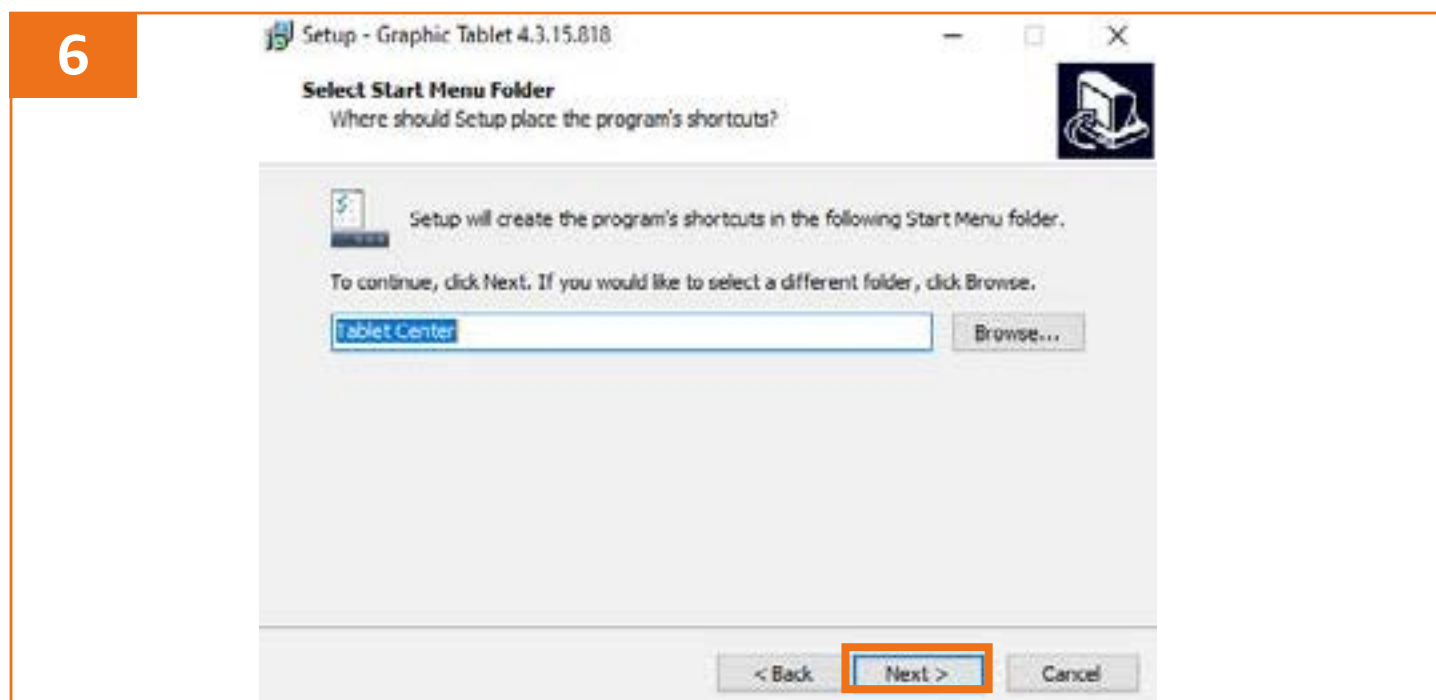 6
Setup - Graphic Tablet 4.3.15.818
Select Start Menu Folder
Where should Setup place the program's shortcuts?
Setup will create the program's shortcuts in the following Start Menu folder.
To continue, click Next. If you would like to select a different folder, click Browse.
Tablet Center
Browse...
< Back
Next >
Cancel